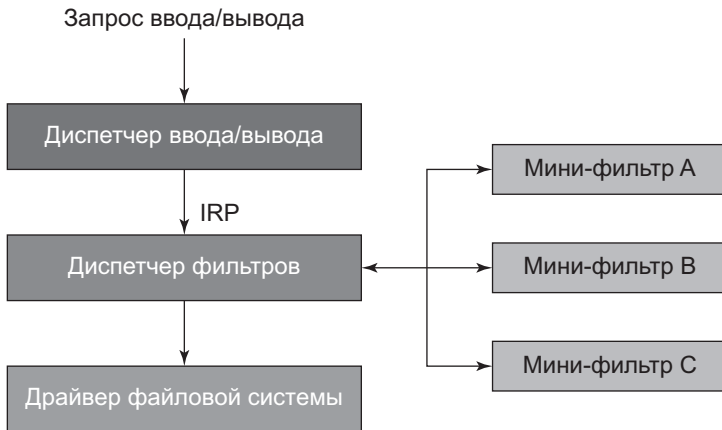 Запрос ввода/вывода
Диспетчер ввода/вывода
IRP
Диспетчер фильтров
Драйвер файловой системы
Мини-фильтр A
Мини-фильтр B
Мини-фильтр C